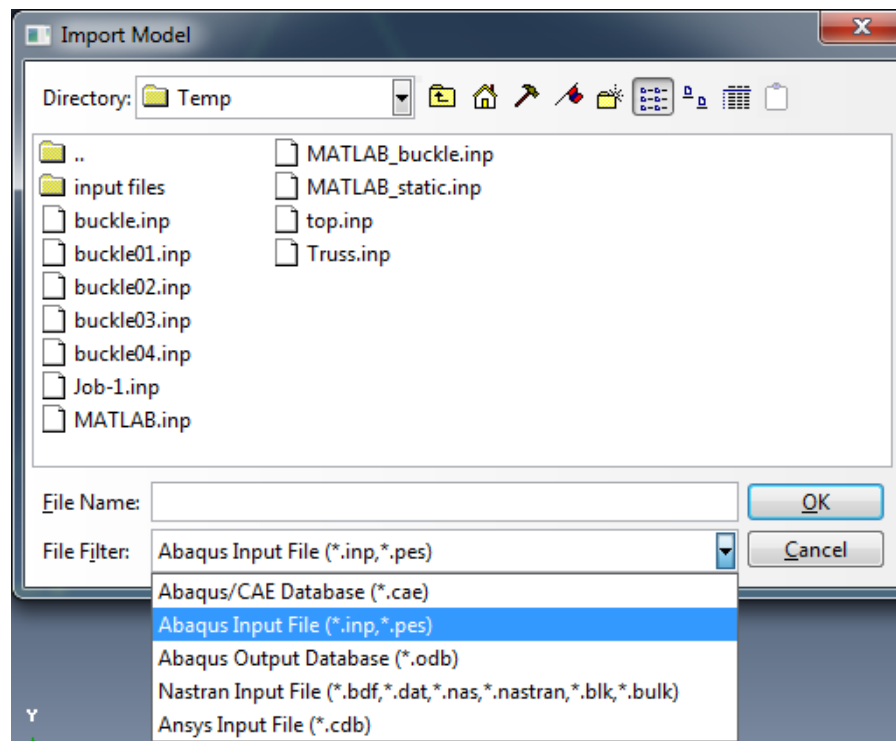 Import Model
Directory: Temp
..
input files
buckle.inp
buckle01.inp
buckle02.inp
buckle03.inp
buckle04.inp
Job-1.inp
MATLAB.inp
MATLAB_buckle.inp
MATLAB_static.inp
top.inp
Truss.inp
File Name:
OK
File Filter: Abaqus Input File (*.inp,*.pes)
Cancel
Abaqus/CAE Database (*.cae)
Abaqus Input File (*.inp,*.pes)
Abaqus Output Database (*.odb)
Nastran Input File (*.bdf,*.dat,*.nas,*.nastran,*.blk,*.bulk)
Ansys Input File (*.cdb)
Y